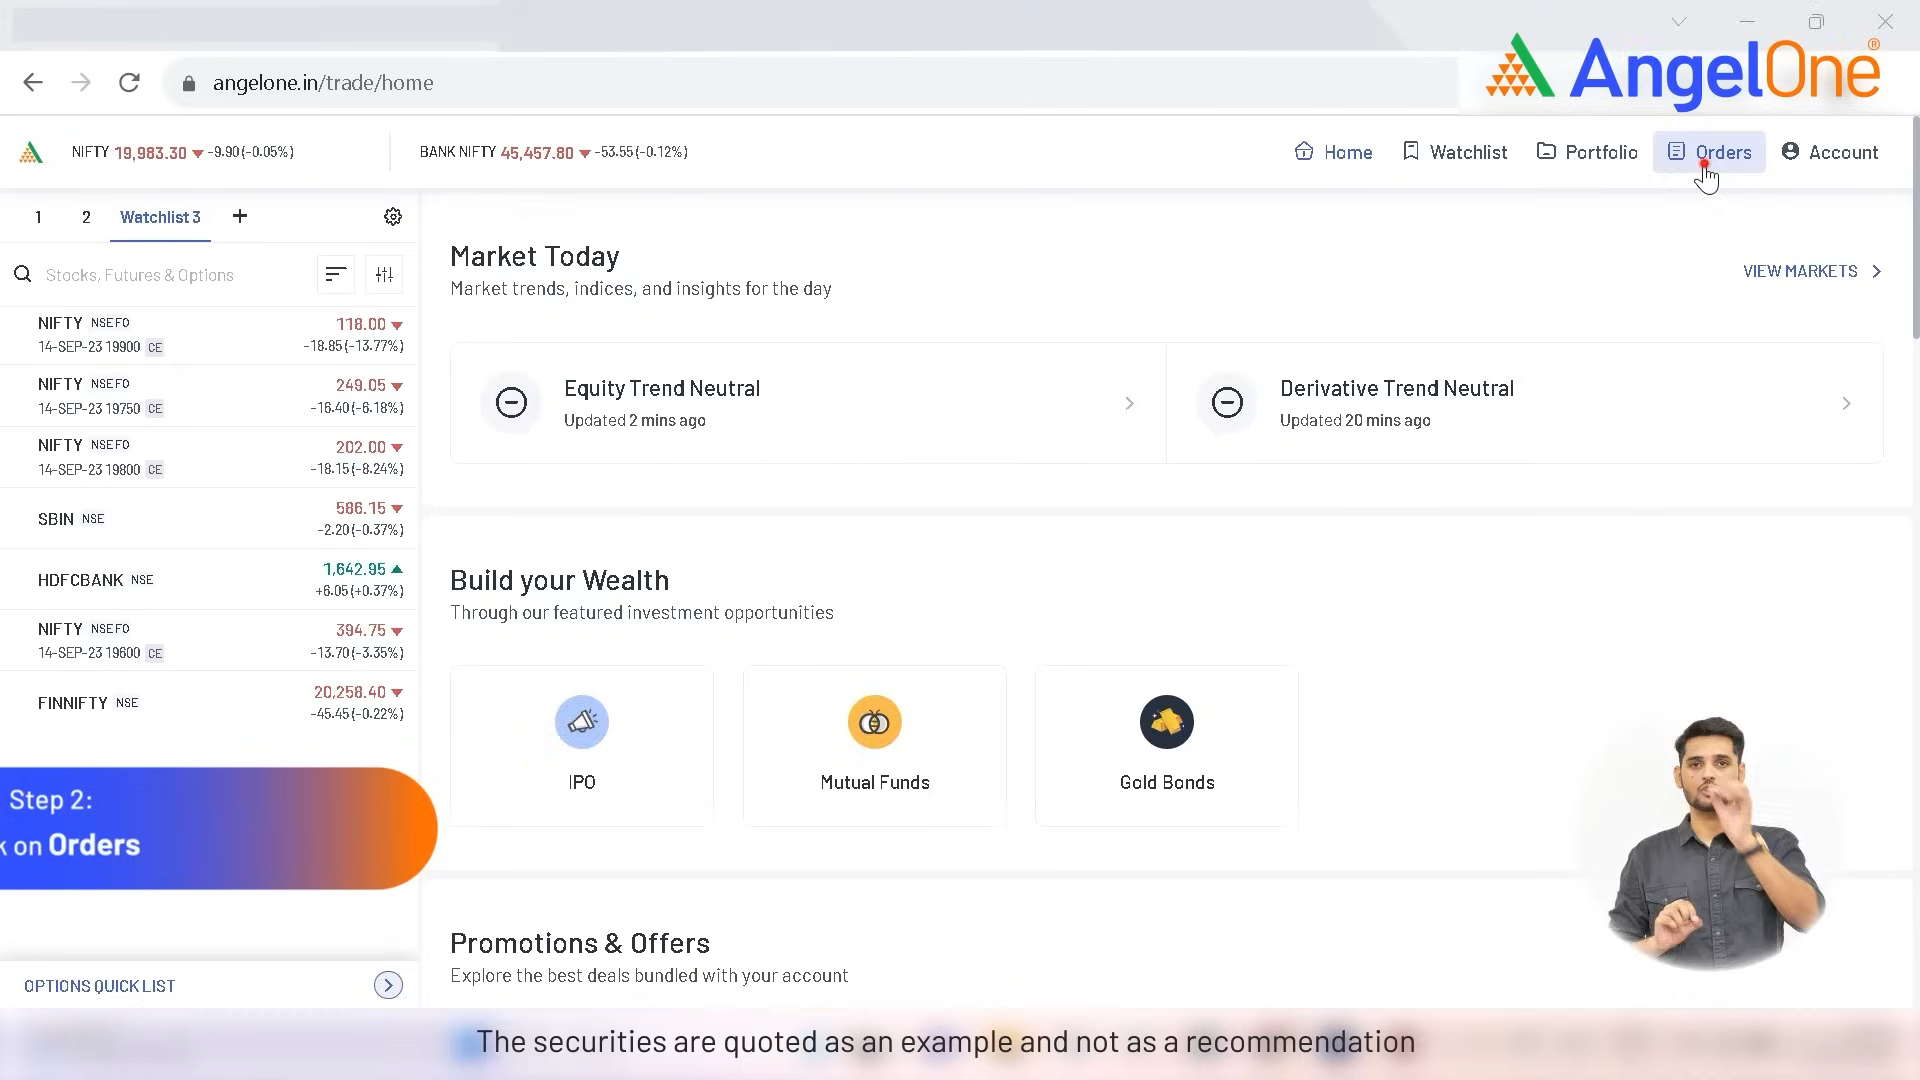 angelone.in/trade/home
AngelOne®
NIFTY 19,983.30 -9.90(-0.05%)
BANK NIFTY 45,457.80 -53.55(-0.12%)
Home
Watchlist
Portfolio
Orders
Account
1
2
Watchlist 3
Stocks, Futures & Options
NIFTY NSEFO
118.00
14-SEP-23 19900 CE
-18.85(-13.77%)
NIFTY NSEFO
249.05
14-SEP-23 19750 CE
-16.40(-6.18%)
NIFTY NSEFO
202.00
14-SEP-23 19800 CE
-18.15(-8.24%)
SBIN NSE
586.15
-2.20(-0.37%)
HDFCBANK NSE
1,642.95
+6.05(+0.37%)
NIFTY NSEFO
394.75
14-SEP-23 19600 CE
-13.70(-3.35%)
FINNIFTY NSE
20,258.40
-45.45(-0.22%)
Step 2:
k on Orders
OPTIONS QUICK LIST
Market Today
Market trends, indices, and insights for the day
VIEW MARKETS
Equity Trend Neutral
Updated 2 mins ago
Derivative Trend Neutral
Updated 20 mins ago
Build your Wealth
Through our featured investment opportunities
IPO
Mutual Funds
Gold Bonds
Promotions & Offers
Explore the best deals bundled with your account
The securities are quoted as an example and not as a recommendation